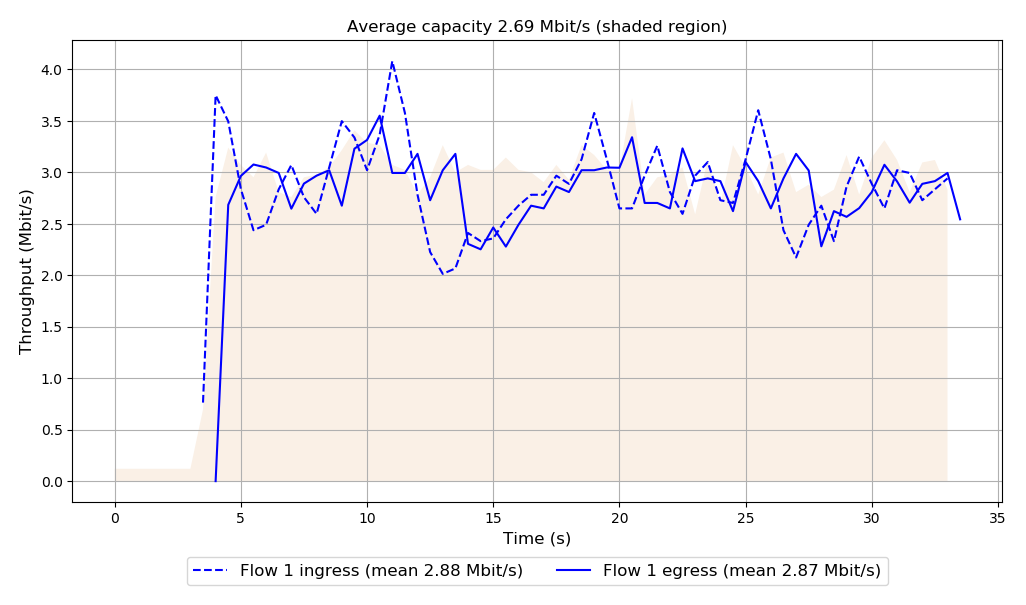 Average capacity 2.69 Mbit/s (shaded region)
4.0
3.5
3.0
2.5
2.0
1.5
1.0
0.5
0.0
Throughput (Mbit/s)
0 5 10 15 20 25 30 35
Time (s)
Flow 1 ingress (mean 2.88 Mbit/s) Flow 1 egress (mean 2.87 Mbit/s)